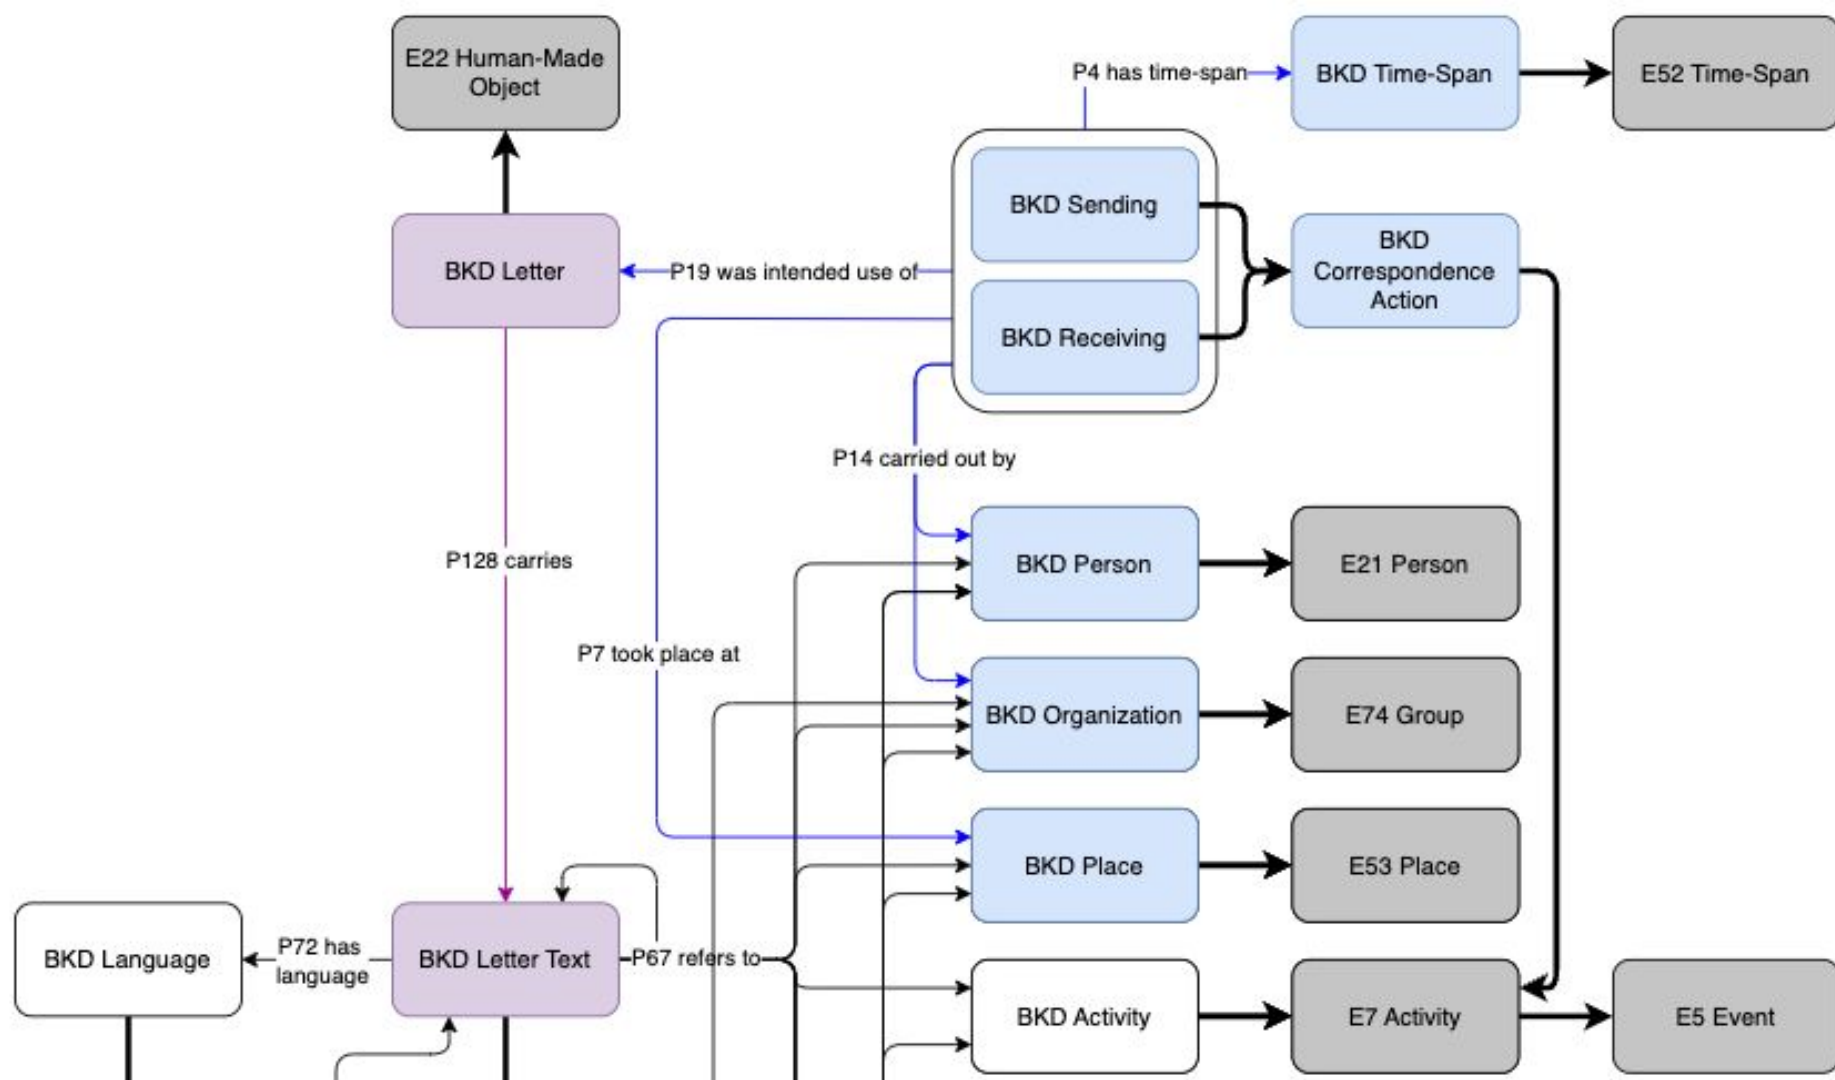 E22 Human-Made
Object
P4 has time-span
BKD Time-Span
E52 Time-Span
BKD Sending
BKD Letter
P19 was intended use of
BKD
Correspondence
Action
BKD Receiving
P14 carried out by
P128 carries
BKD Person
E21 Person
P7 took place at
BKD Organization
E74 Group
BKD Place
E53 Place
BKD Language
P72 has
language
BKD Letter Text
P67 refers to
BKD Activity
E7 Activity
E5 Event